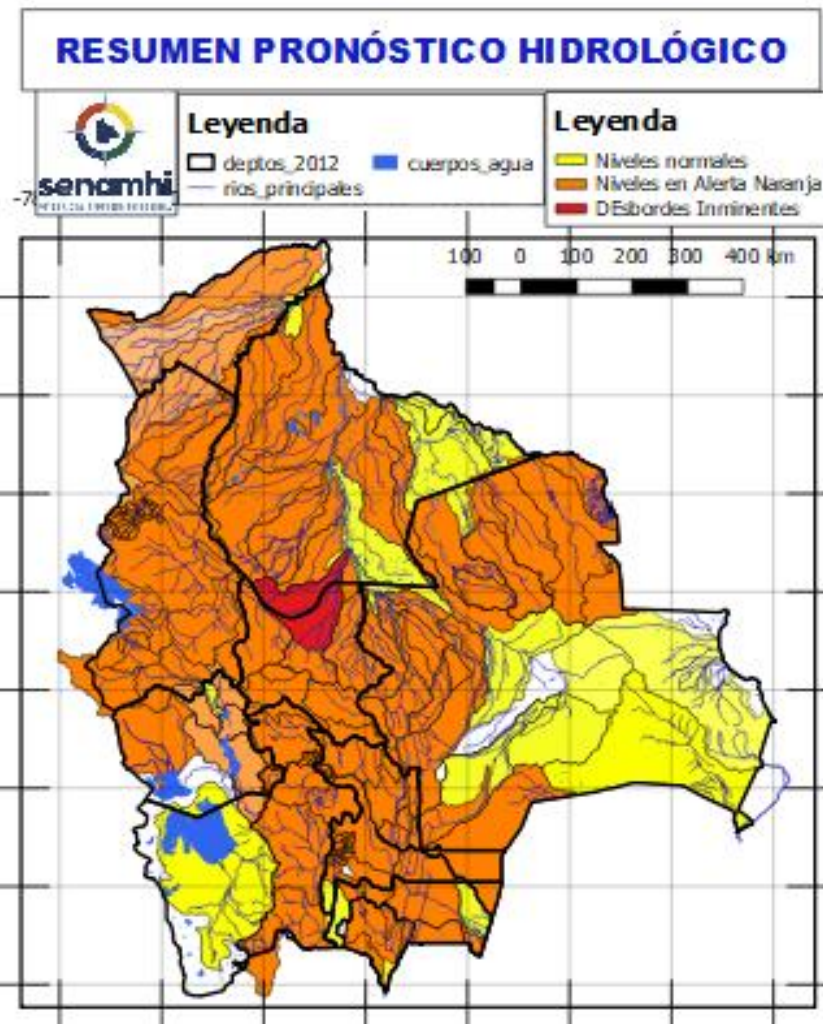 RESUMEN PRONÓSTICO HIDROLÓGICO
senamhi
Leyenda
deptos_2012
cuerpos_agua
rios_principales
Leyenda
Niveles normales
Niveles en Alerta Naranja
DEsbordes Inminentes
100 0 100 200 300 400 km